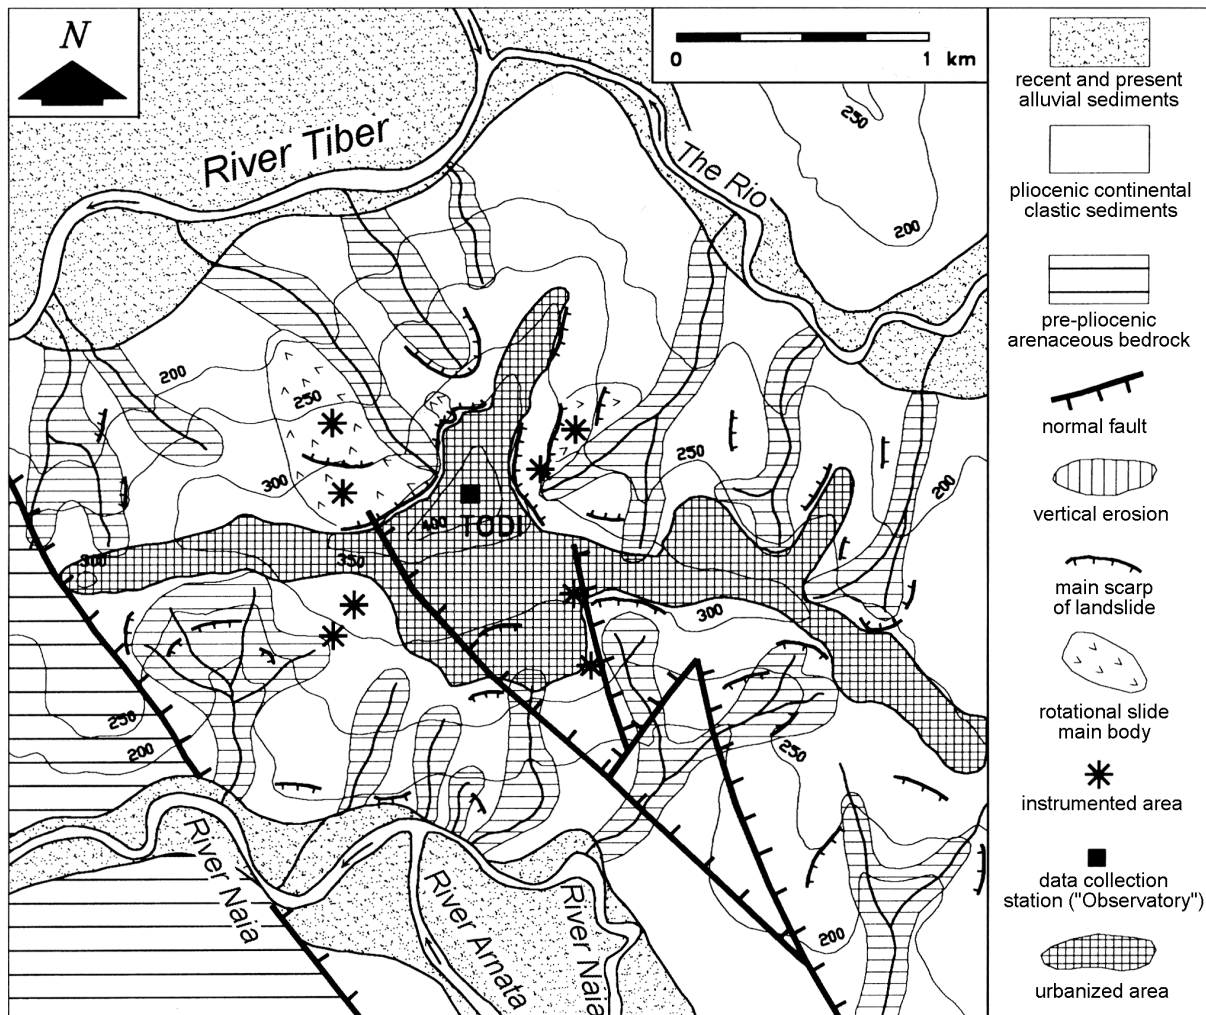 N
0
1 km
River Tiber
The Rio
250
200
200
250
300
250
200
400
TODI
300
350
300
250
200
250
200
River Naia
River Arnata
River Naia
recent and present
alluvial sediments
pliocenic continental
clastic sediments
pre-pliocenic
arenaceous bedrock
normal fault
vertical erosion
main scarp
of landslide
rotational slide
main body
instrumented area
data collection
station ("Observatory")
urbanized area